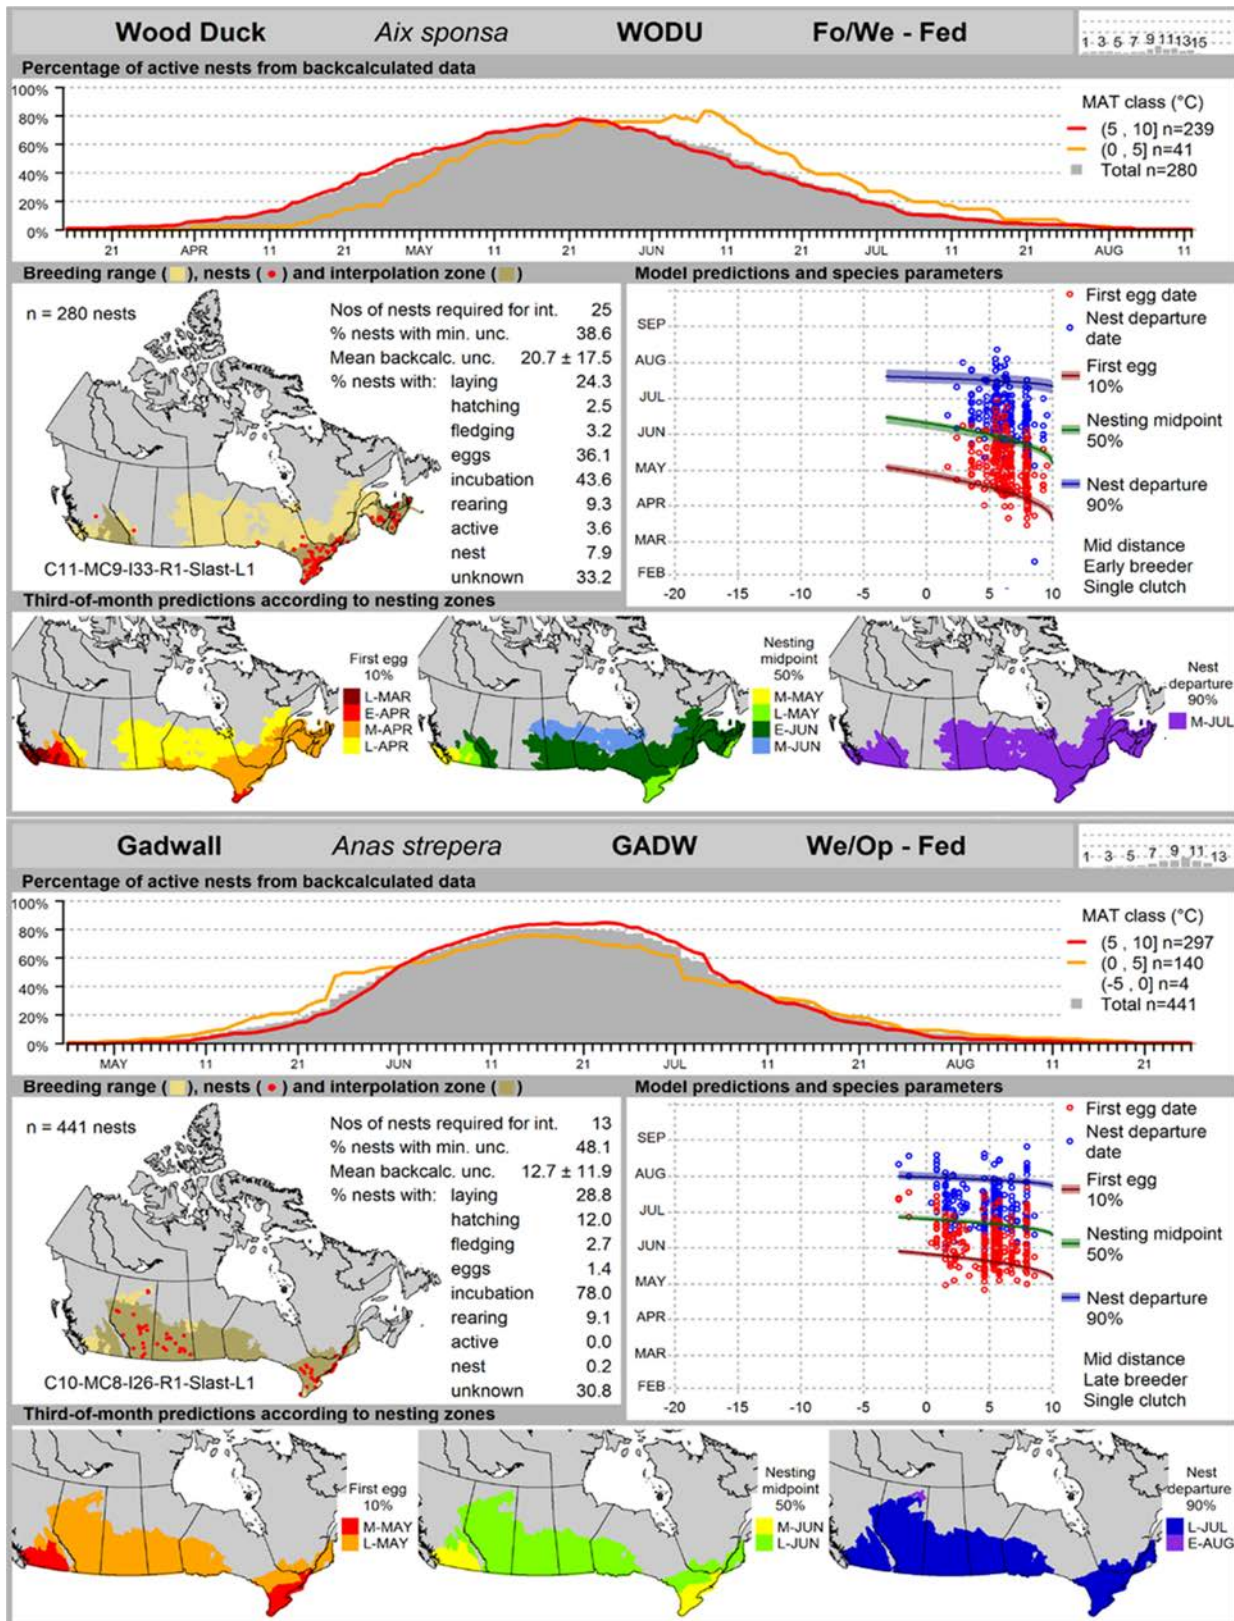 Wood Duck Aix sponsa WODU Fo/We - Fed
1 3 5 7 9 11 13 15
Percentage of active nests from backcalculated data
100%
80%
60%
40%
20%
0%
MAT class (°C)
(5 , 10] n=239
(0 , 5] n=41
Total n=280
21 APR 11 21 MAY 11 21 JUN 11 21 JUL 11 21 AUG 11
Breeding range ( ), nests ( ) and interpolation zone ( )
n = 280 nests
Nos of nests required for int. 25
% nests with min. unc. 38.6
Mean backcalc. unc. 20.7 ± 17.5
% nests with: laying 24.3
hatching 2.5
fledging 3.2
eggs 36.1
incubation 43.6
rearing 9.3
active 3.6
nest 7.9
unknown 33.2
C11-MC9-I33-R1-Slast-L1
Model predictions and species parameters
SEP
AUG
JUL
JUN
MAY
APR
MAR
FEB
-20 -15 -10 -5 0 5 10
First egg date
Nest departure
date
First egg
10%
Nesting midpoint
50%
Nest departure
90%
Mid distance
Early breeder
Single clutch
Third-of-month predictions according to nesting zones
First egg
10%
L-MAR
E-APR
M-APR
L-APR
Nesting
midpoint
50%
M-MAY
L-MAY
E-JUN
M-JUN
Nest
departure
90%
M-JUL
Gadwall Anas strepera GADW We/Op - Fed
1 3 5 7 9 11 13
Percentage of active nests from backcalculated data
100%
80%
60%
40%
20%
0%
MAT class (°C)
(5 , 10] n=297
(0 , 5] n=140
(-5 , 0] n=4
Total n=441
MAY 11 21 JUN 11 21 JUL 11 21 AUG 11 21
Breeding range ( ), nests ( ) and interpolation zone ( )
n = 441 nests
Nos of nests required for int. 13
% nests with min. unc. 48.1
Mean backcalc. unc. 12.7 ± 11.9
% nests with: laying 28.8
hatching 12.0
fledging 2.7
eggs 1.4
incubation 78.0
rearing 9.1
active 0.0
nest 0.2
unknown 30.8
C10-MC8-I26-R1-Slast-L1
Model predictions and species parameters
SEP
AUG
JUL
JUN
MAY
APR
MAR
FEB
-20 -15 -10 -5 0 5 10
First egg date
Nest departure
date
First egg
10%
Nesting midpoint
50%
Nest departure
90%
Mid distance
Late breeder
Single clutch
Third-of-month predictions according to nesting zones
First egg
10%
M-MAY
L-MAY
Nesting
midpoint
50%
M-JUN
L-JUN
Nest
departure
90%
L-JUL
E-AUG